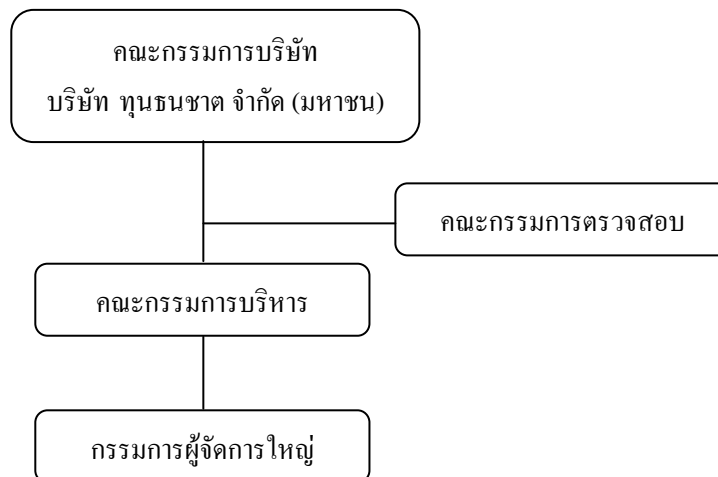 คณะกรรมการบริษัท
บริษัท ทุนธนชาต จำกัด (มหาชน)
คณะกรรมการตรวจสอบ
คณะกรรมการบริหาร
กรรมการผู้จัดการใหญ่